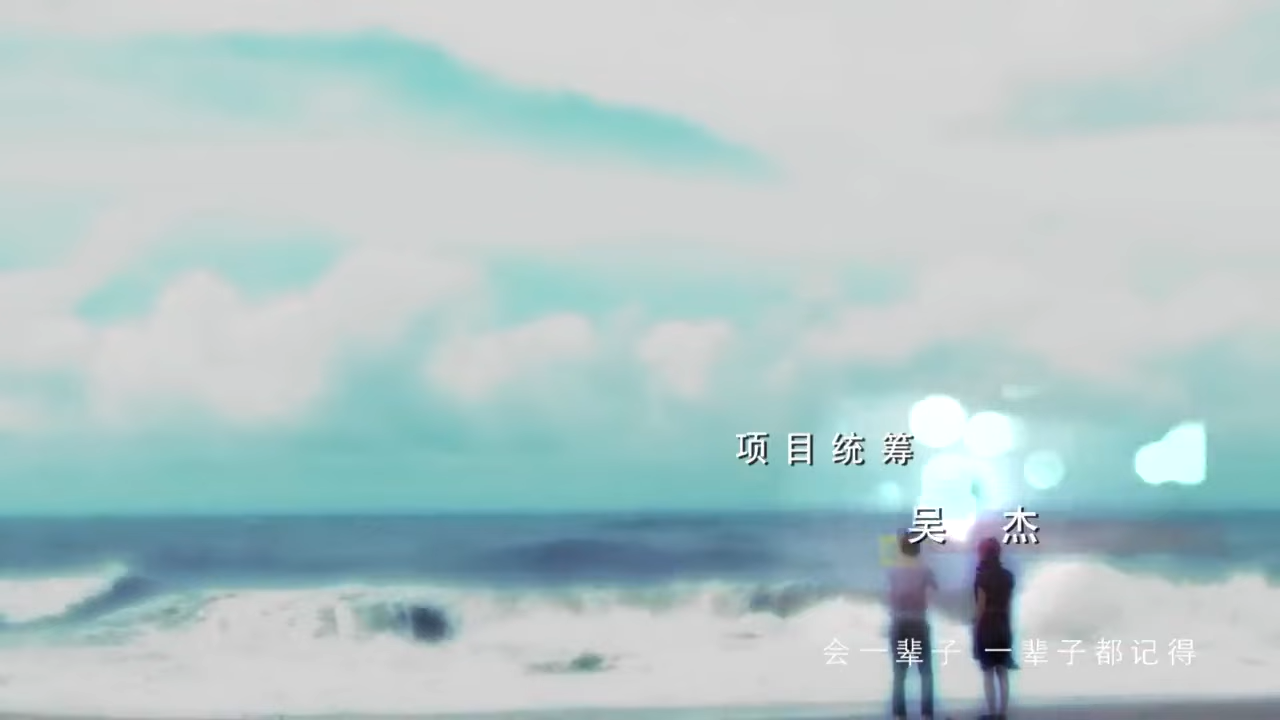 项目统筹
吴 杰
会一辈子 一辈子都记得